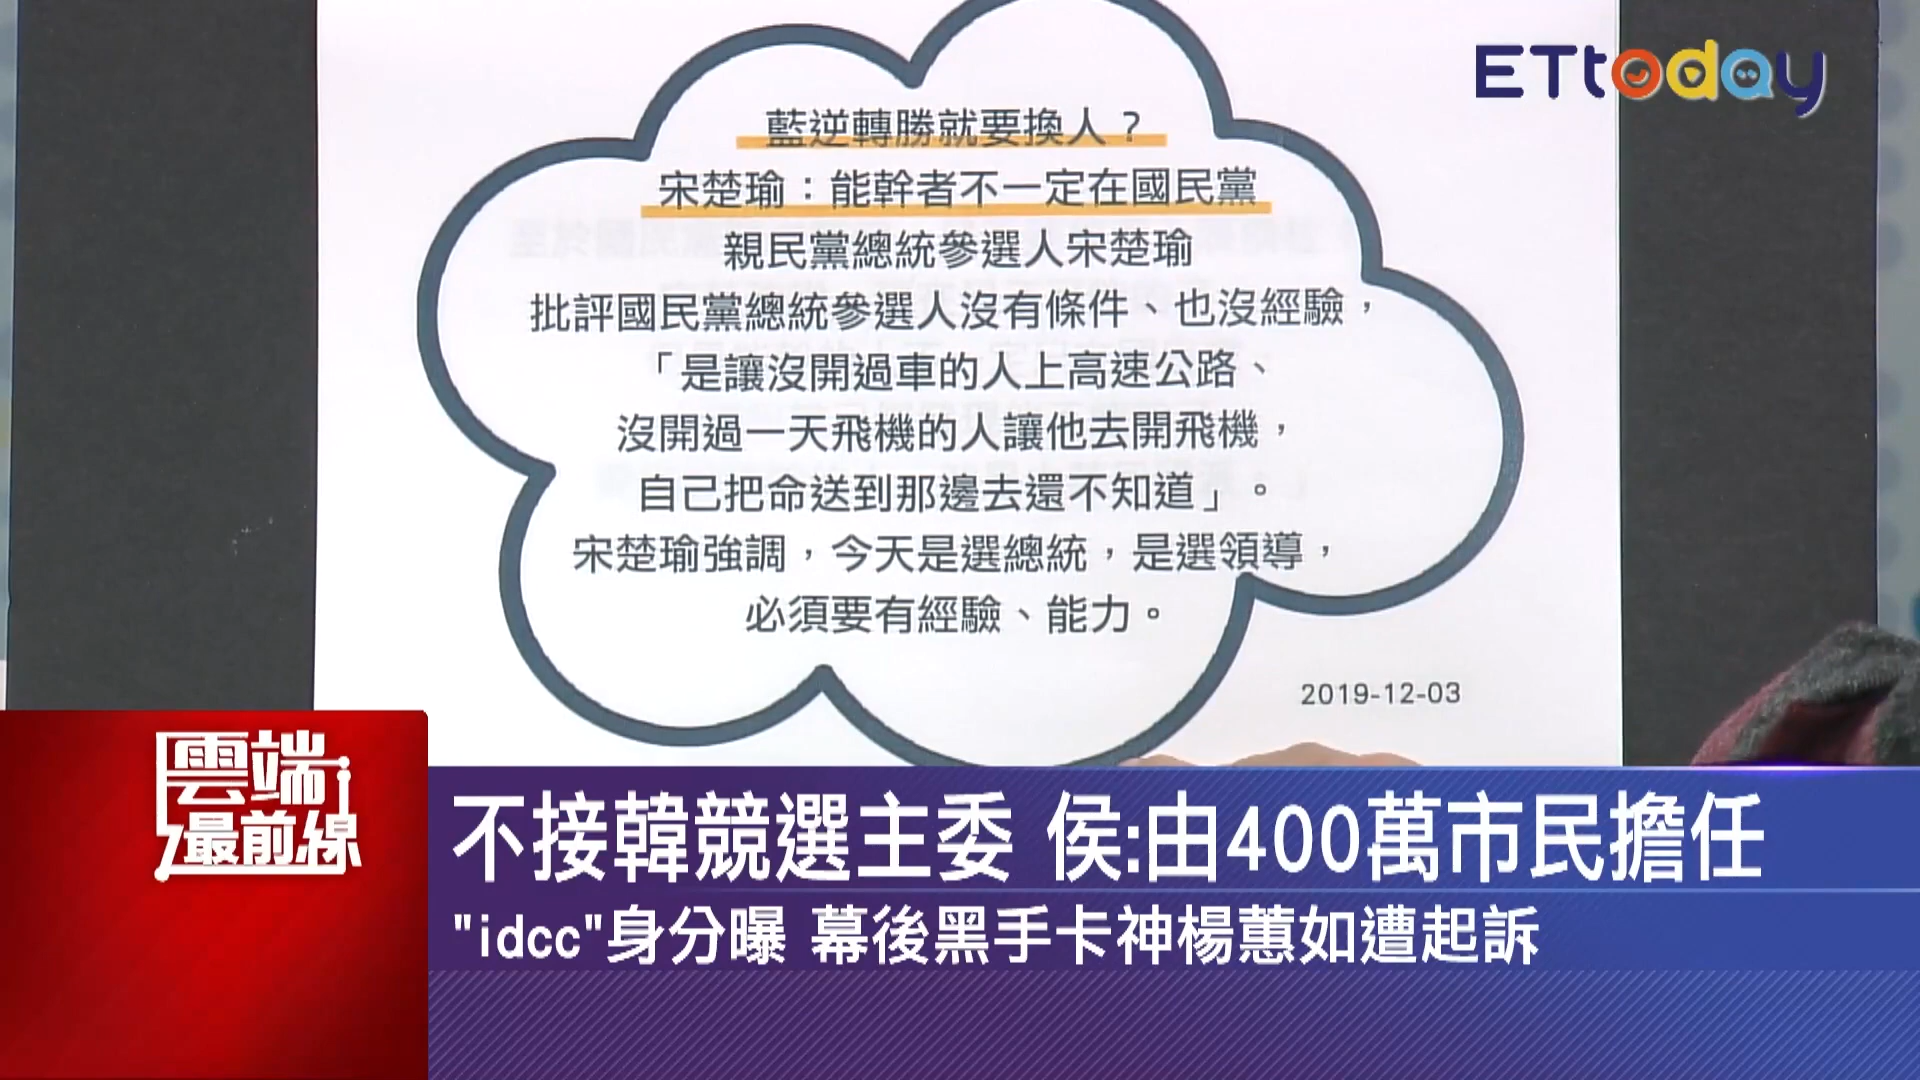 ETtoday
藍逆轉勝就要換人？
宋楚瑜：能幹者不一定在國民黨
親民黨總統參選人宋楚瑜
批評國民黨總統參選人沒有條件、也沒經驗，
「是讓沒開過車的人上高速公路、
沒開過一天飛機的人讓他去開飛機，
自己把命送到那邊去還不知道」。
宋楚瑜強調，今天是選總統，是選領導，
必須要有經驗、能力。
2019-12-03
雲端
最前線
不接韓競選主委 侯:由400萬市民擔任
"idcc"身分曝 幕後黑手卡神楊蕙如遭起訴